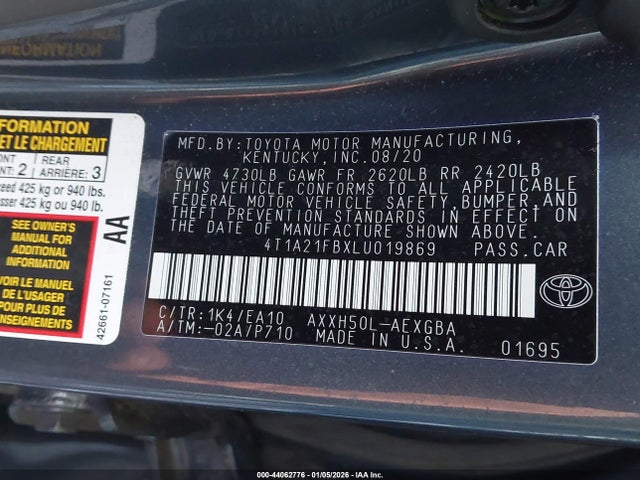 FORMATION
ET LE CHARGEMENT
NT 2 REAR ARRIÈRE: 3
ceed 425 kg or 940 lbs.
sser 425 kg ou 940 lb.
SEE OWNER'S
MANUAL FOR
ADDITIONAL
INFORMATION
VOIR LE MANUEL
DE L'USAGER
POUR PLUS DE
RENSEIGNEMENTS
AA
42661-07161
MFD.BY:TOYOTA MOTOR MANUFACTURING,
KENTUCKY,INC.08/20
GVWR 4730LB GAWR FR 2620LB RR 2420LB
THIS VEHICLE CONFORMS TO ALL APPLICABLE
FEDERAL MOTOR VEHICLE SAFETY,BUMPER,AND
THEFT PREVENTION STANDARDS IN EFFECT ON
THE DATE OF MANUFACTURE SHOWN ABOVE.
4T1A21FBXLU019869 PASS.CAR
C/TR:1K4/EA10 AXXH50L-AEXGBA
A/TM:-02A/P710 MADE IN U.S.A.
01695
000-44062776 - 01/05/2026 - IAA Inc.